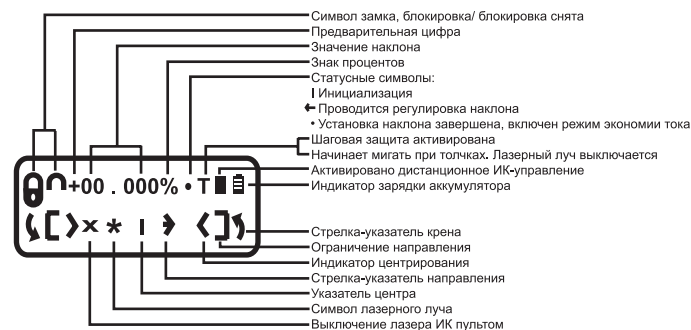 Символ замка, блокировка/ блокировка снята
Предварительная цифра
Значение наклона
Знак процентов
Статусные символы:
I Инициализация
← Проводится регулировка наклона
• Установка наклона завершена, включен режим экономии тока
Шаговая защита активирована
Начинает мигать при толчках. Лазерный луч выключается
Активировано дистанционное ИК-управление
Индикатор зарядки аккумулятора
+00 . 000% • T
[ > x * I → < ]
Стрелка-указатель крена
Ограничение направления
Индикатор центрирования
Стрелка-указатель направления
Указатель центра
Символ лазерного луча
Выключение лазера ИК пультом